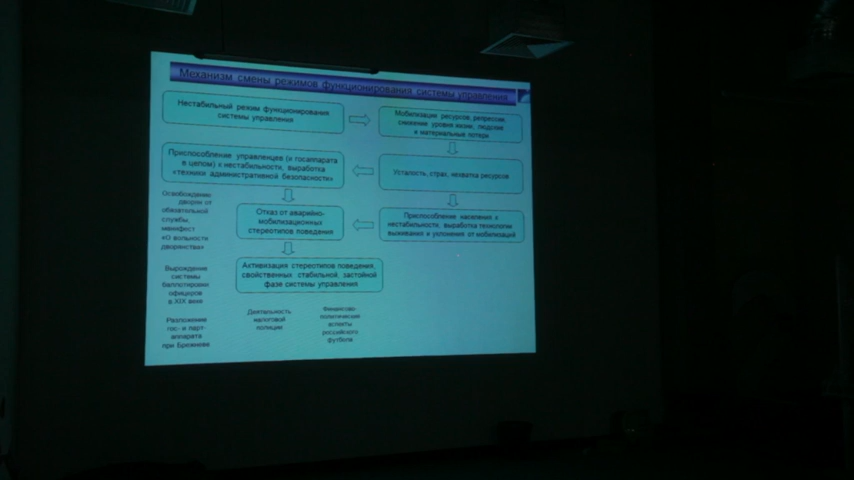 Механизм смены режимов функционирования системы управления
Нестабильный режим функционирования
системы управления
Мобилизация ресурсов, репрессии,
снижение уровня жизни, людские
и материальные потери
Приспособление управленцев (и госаппарата
в целом) к нестабильности, выработка
«техники административной безопасности»
Усталость, страх, нехватка ресурсов
Освобождение
дворян от
обязательной
службы,
манифест
«О вольности
дворянства»
Отказ от аварийно-
мобилизационных
стереотипов поведения
Приспособление населения к
нестабильности, выработка технологии
выживания и уклонения от мобилизаций
Активизация стереотипов поведения,
свойственных стабильной, застойной
фазе системы управления
Вырождение
системы
баллотировки
офицеров
в XIX веке
Разложение
гос- и парт-
аппарата
при Брежневе
Деятельность
налоговой
полиции
Финансово-
политические
аспекты
российского
футбола